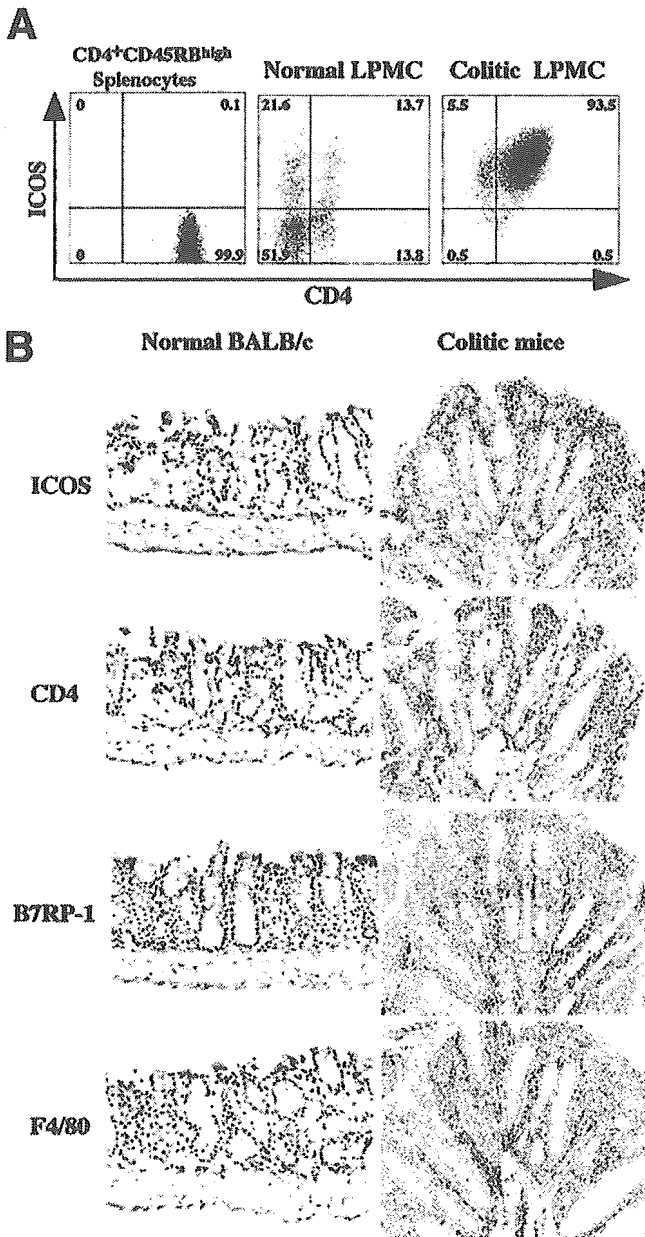 A
CD4+CD45RBhigh
Splenocytes
Normal LPMC
Colitic LPMC
0
0.1
21.6
13.7
5.5
93.5
ICOS
0
99.9
51.9
13.8
0.5
0.5
CD4
B
Normal BALB/c
Colitic mice
ICOS
CD4
B7RP-1
F4/80